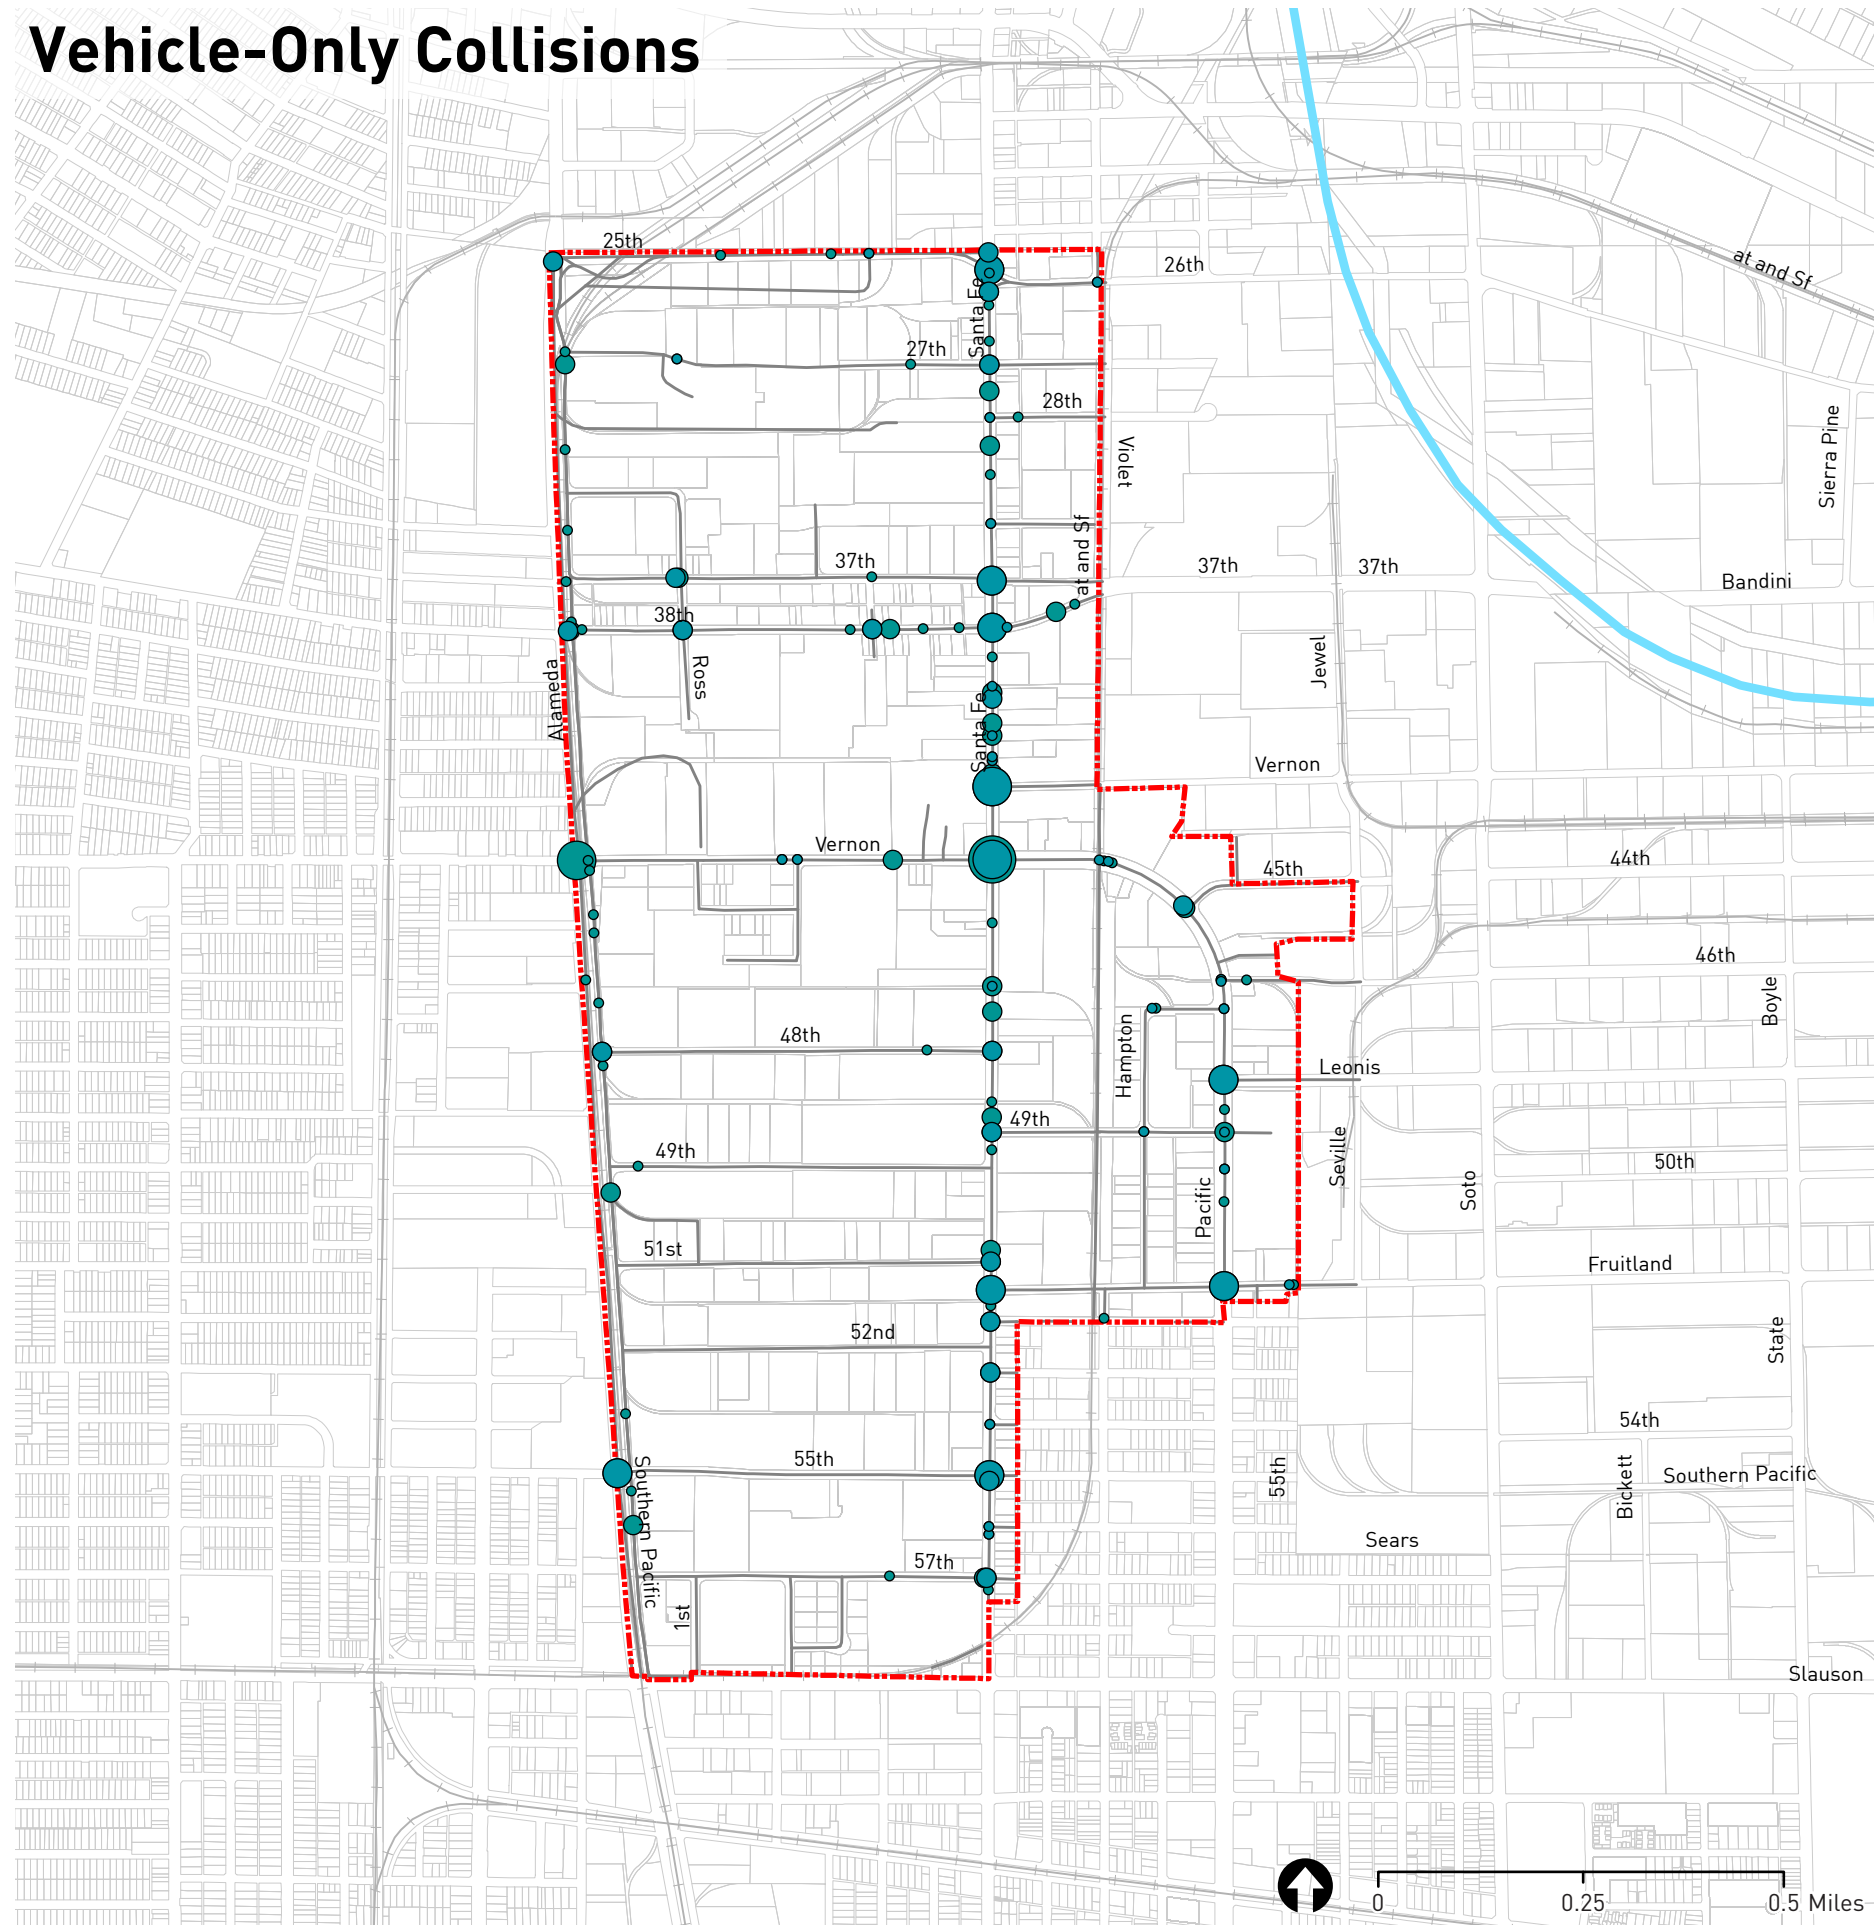 Vehicle-Only Collisions
25th
26th
at and Sf
Santa Fe
27th
28th
Violet
Sierra Pine
at and Sf
37th
37th
37th
Bandini
38th
Ross
Jewel
Alameda
Santa Fe
Vernon
Vernon
45th
44th
46th
Boyle
48th
Hampton
Leonis
49th
49th
Seville
50th
Soto
Pacific
51st
Fruitland
52nd
State
54th
55th
55th
Bickett
Southern Pacific
Southern Pacific
Sears
57th
1st
Slauson
0 0.25 0.5 Miles